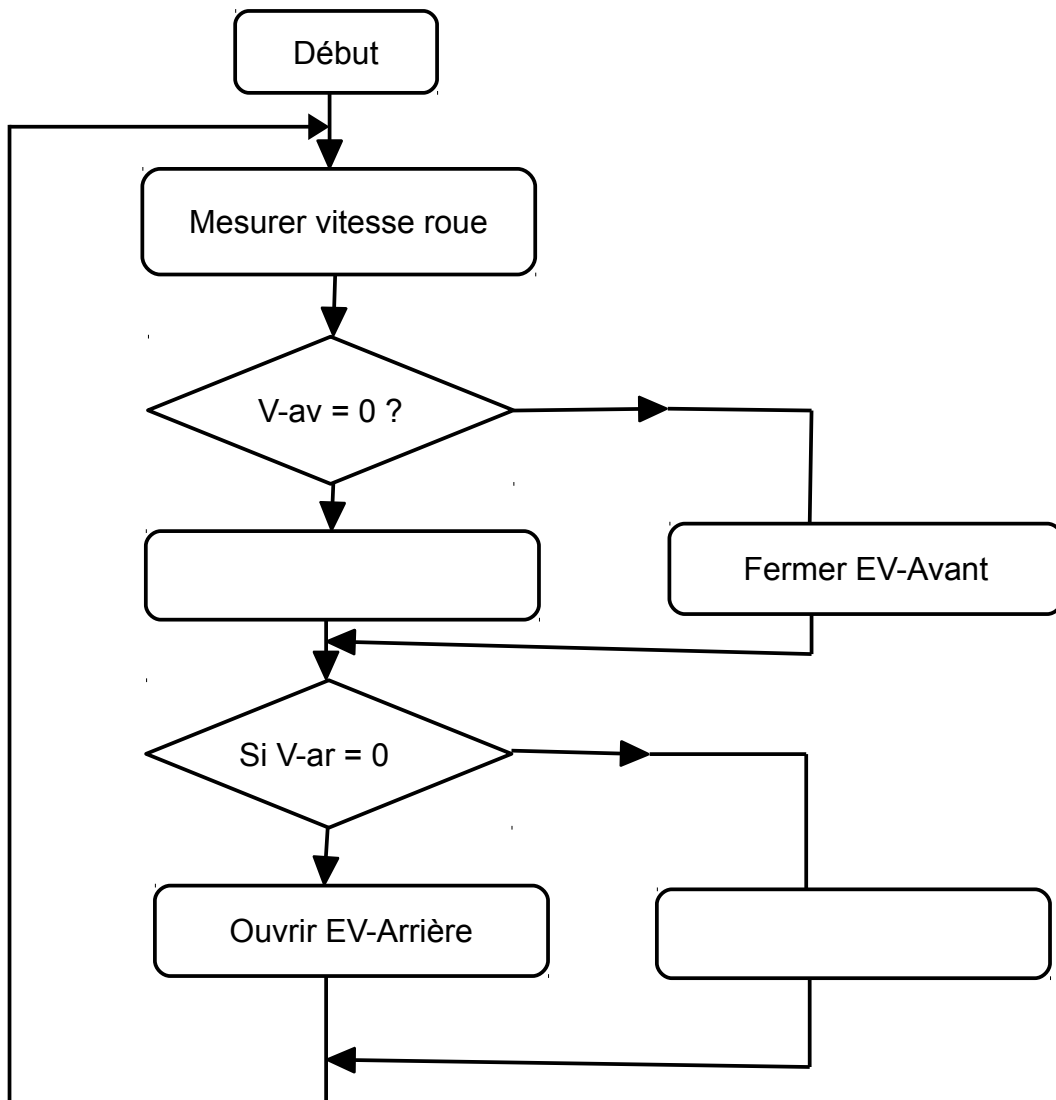 Début
Mesurer vitesse roue
V-av = 0 ?
Fermer EV-Avant
Si V-ar = 0
Ouvrir EV-Arrière